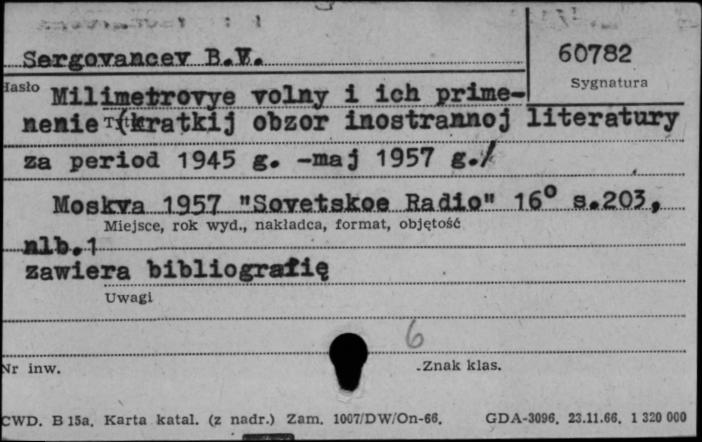 Sergovancev B.V.
60782
Hasło
Sygnatura
Milimetrovye volny i ich prime-
nenie /kratkij obzor inostrannoj literatury
za period 1945 g. -maj 1957 g./
Moskva 1957 "Sovetskoe Radio" 16° s.203,
Miejsce, rok wyd., nakładca, format, objętość
nlb.1
zawiera bibliografię
Uwagi
6
Nr inw.
Znak klas.
CWD. B 15a. Karta katal. (z nadr.) Zam. 1007/DW/On-66. GDA-3096. 23.11.66. 1 320 000